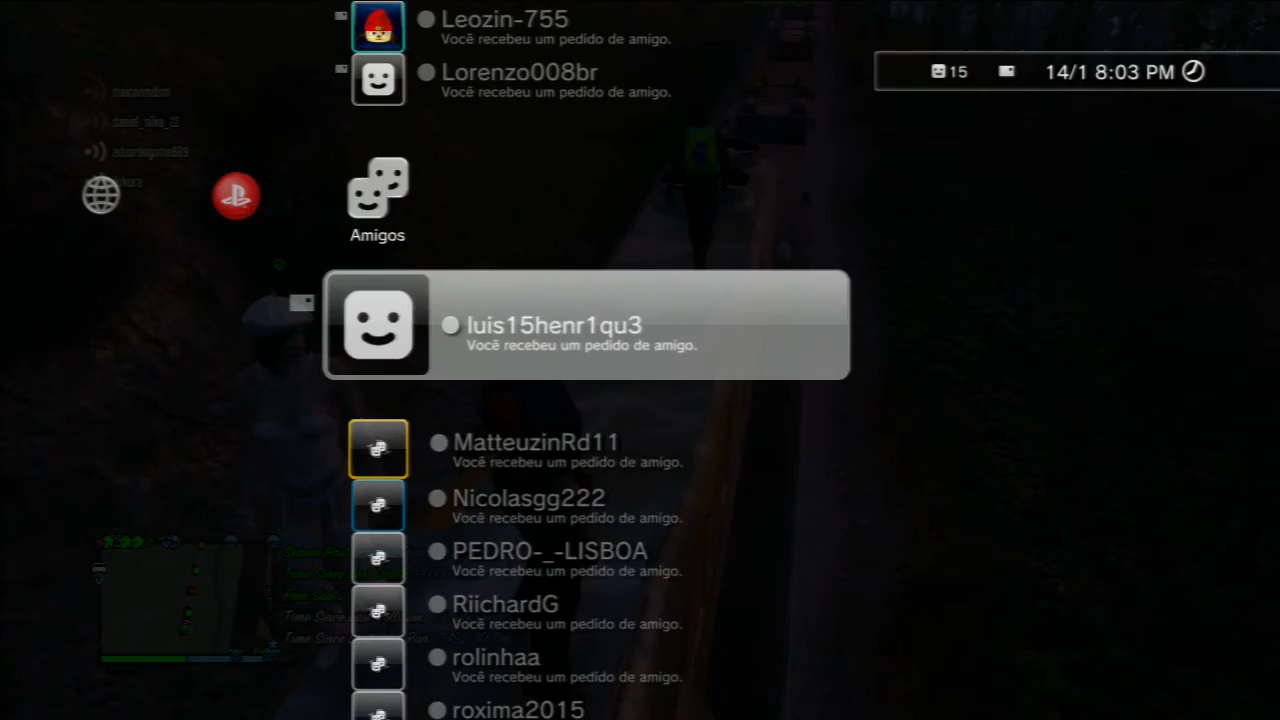 Leozin-755
Você recebeu um pedido de amigo.
Lorenzo008br
Você recebeu um pedido de amigo.
15
14/1 8:03 PM
daniel_silva_22
eduardogame689
Amigos
luis15henr1qu3
Você recebeu um pedido de amigo.
MatteuzinRd11
Você recebeu um pedido de amigo.
Nicolasgg222
Você recebeu um pedido de amigo.
PEDRO-_-LISBOA
Você recebeu um pedido de amigo.
RiichardG
Você recebeu um pedido de amigo.
rolinhaa
Você recebeu um pedido de amigo.
roxima2015